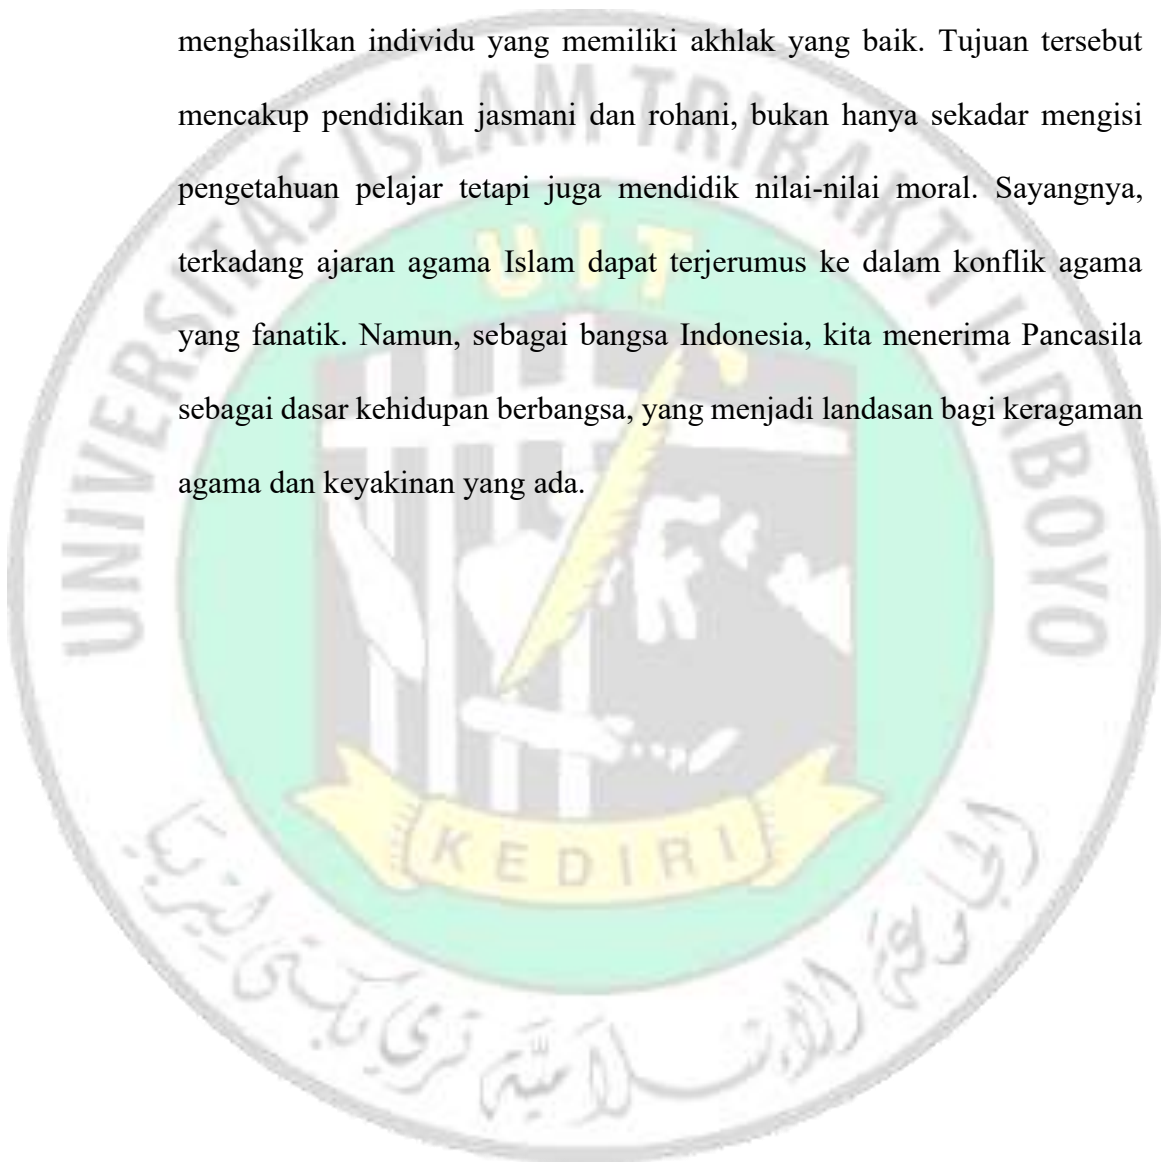 menghasilkan individu yang memiliki akhlak yang baik. Tujuan tersebut
mencakup pendidikan jasmani dan rohani, bukan hanya sekadar mengisi
pengetahuan pelajar tetapi juga mendidik nilai-nilai moral. Sayangnya,
terkadang ajaran agama Islam dapat terjerumus ke dalam konflik agama
yang fanatik. Namun, sebagai bangsa Indonesia, kita menerima Pancasila
sebagai dasar kehidupan berbangsa, yang menjadi landasan bagi keragaman
agama dan keyakinan yang ada.
UNIVERSITAS ISLAM TRIBAKTI LIRBOYO
UIT
KEDIRI